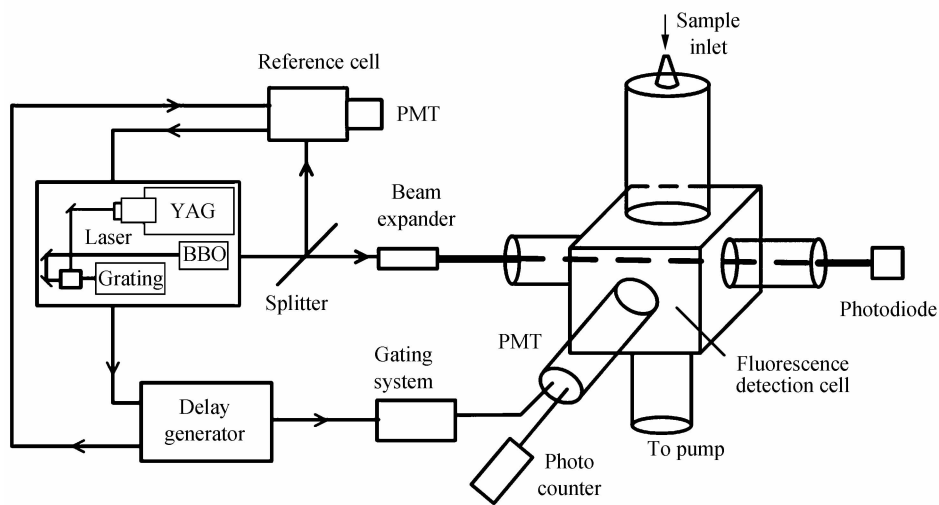 Sample
inlet
Reference cell
PMT
YAG
Laser
BBO
Grating
Beam
expander
Splitter
Photodiode
PMT
Fluorescence
detection cell
Gating
system
Delay
generator
To pump
Photo
counter